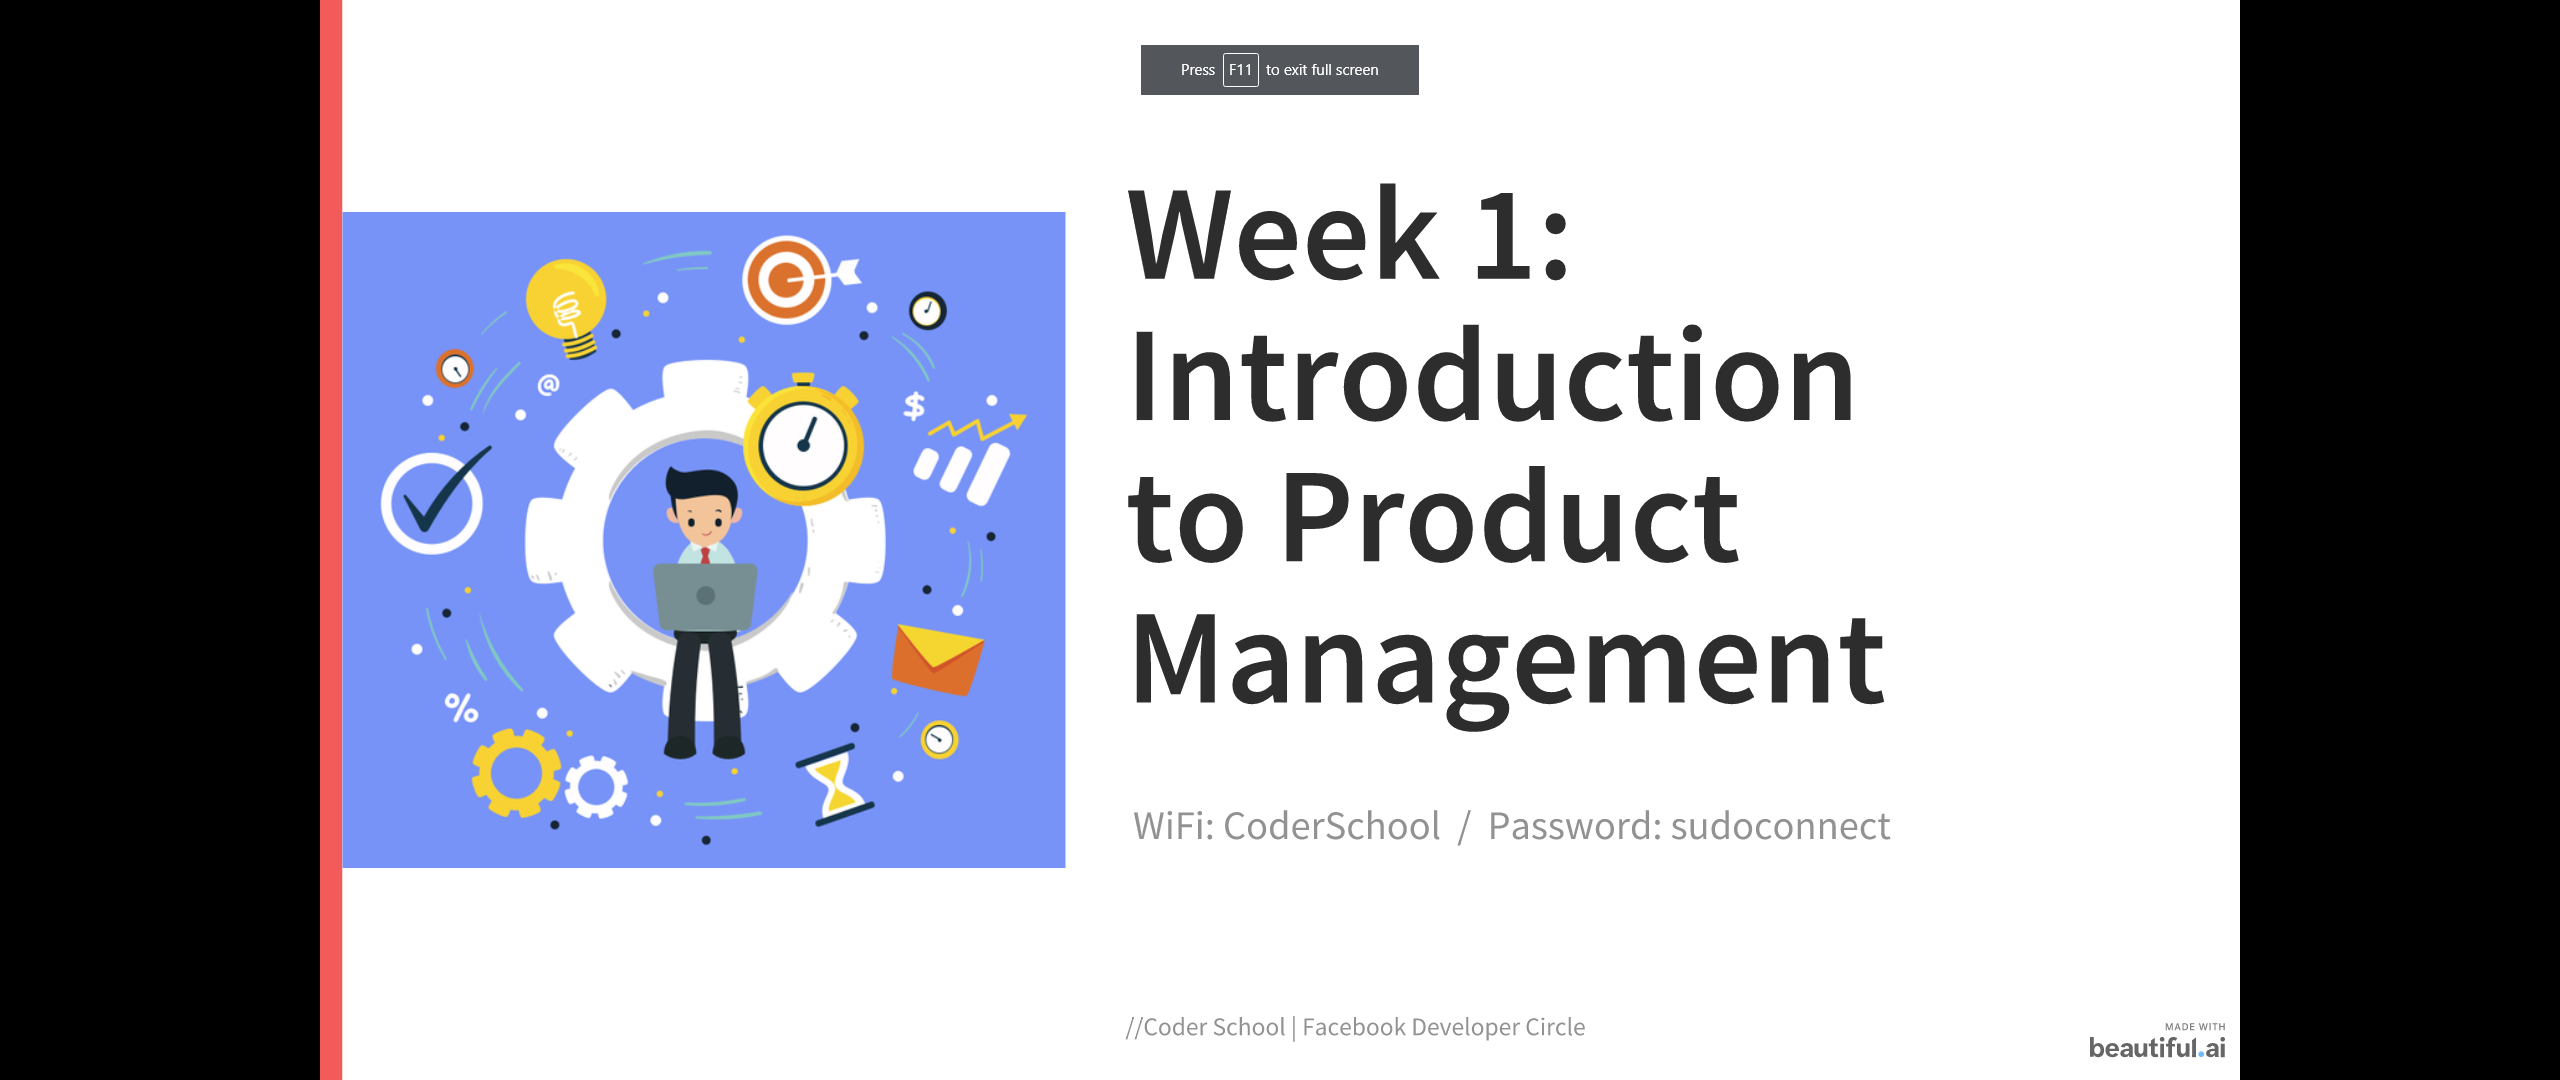 Press F11 to exit full screen
Week 1:
Introduction
to Product
Management
WiFi: CoderSchool / Password: sudoconnect
@
$
%
//Coder School | Facebook Developer Circle
MADE WITH
beautiful.ai